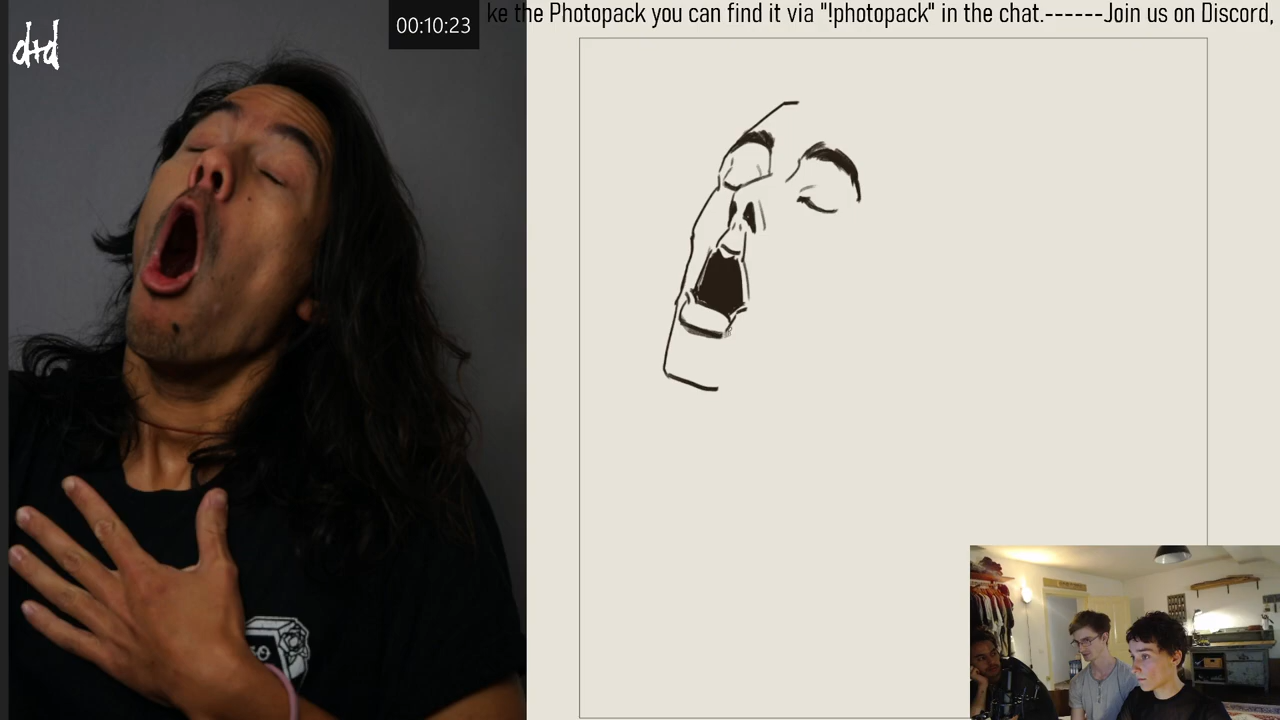 ke the Photopack you can find it via "!photopack" in the chat.------Join us on Discord,
00:10:23
d+d